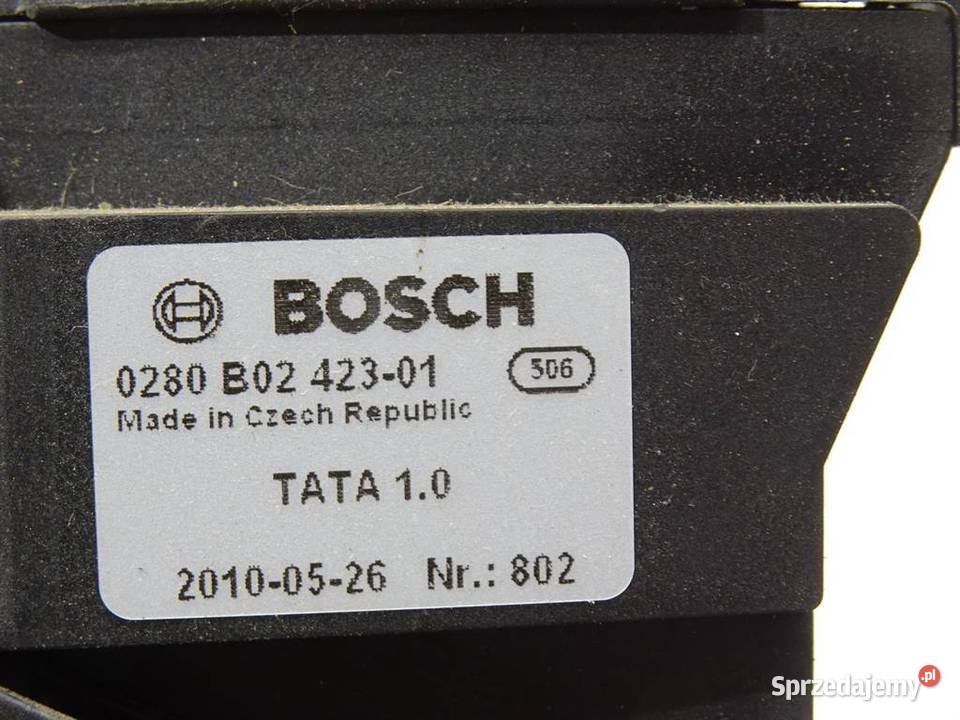 BOSCH
0280 B02 423-01 506
Made in Czech Republic
TATA 1.0
2010-05-26 Nr.: 802
Sprzedajemy.pl